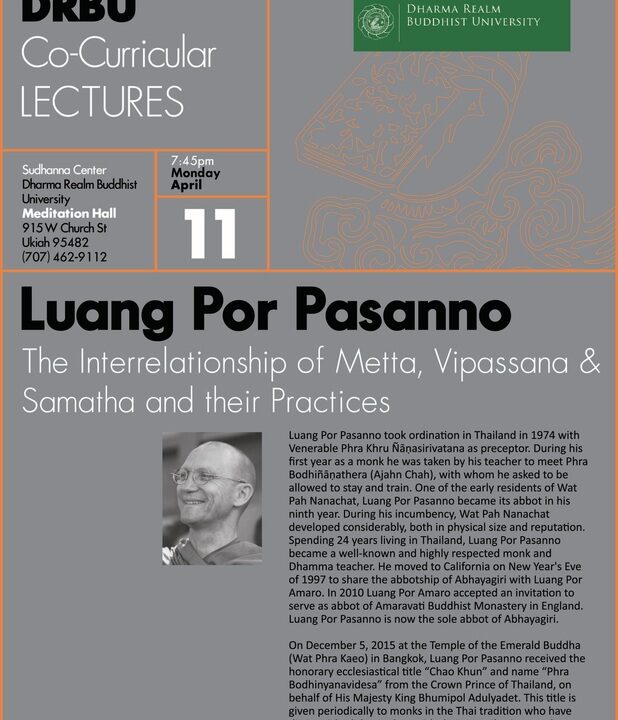 DRBU
Co-Curricular
LECTURES
DHARMA REALM
BUDDHIST UNIVERSITY
Sudhanna Center
Dharma Realm Buddhist
University
Meditation Hall
915 W Church St
Ukiah 95482
(707) 462-9112
7:45pm
Monday
April
11
Luang Por Pasanno
The Interrelationship of Metta, Vipassana &
Samatha and their Practices
Luang Por Pasanno took ordination in Thailand in 1974 with
Venerable Phra Khru Ñāṇasirivatana as preceptor. During his
first year as a monk he was taken by his teacher to meet Phra
Bodhiñāṇathera (Ajahn Chah), with whom he asked to be
allowed to stay and train. One of the early residents of Wat
Pah Nanachat, Luang Por Pasanno became its abbot in his
ninth year. During his incumbency, Wat Pah Nanachat
developed considerably, both in physical size and reputation.
Spending 24 years living in Thailand, Luang Por Pasanno
became a well-known and highly respected monk and
Dhamma teacher. He moved to California on New Year's Eve
of 1997 to share the abbotship of Abhayagiri with Luang Por
Amaro. In 2010 Luang Por Amaro accepted an invitation to
serve as abbot of Amaravati Buddhist Monastery in England.
Luang Por Pasanno is now the sole abbot of Abhayagiri.
On December 5, 2015 at the Temple of the Emerald Buddha
(Wat Phra Kaeo) in Bangkok, Luang Por Pasanno received the
honorary ecclesiastical title “Chao Khun” and name “Phra
Bodhinyanavidesa” from the Crown Prince of Thailand, on
behalf of His Majesty King Bhumipol Adulyadet. This title is
given periodically to monks in the Thai tradition who have